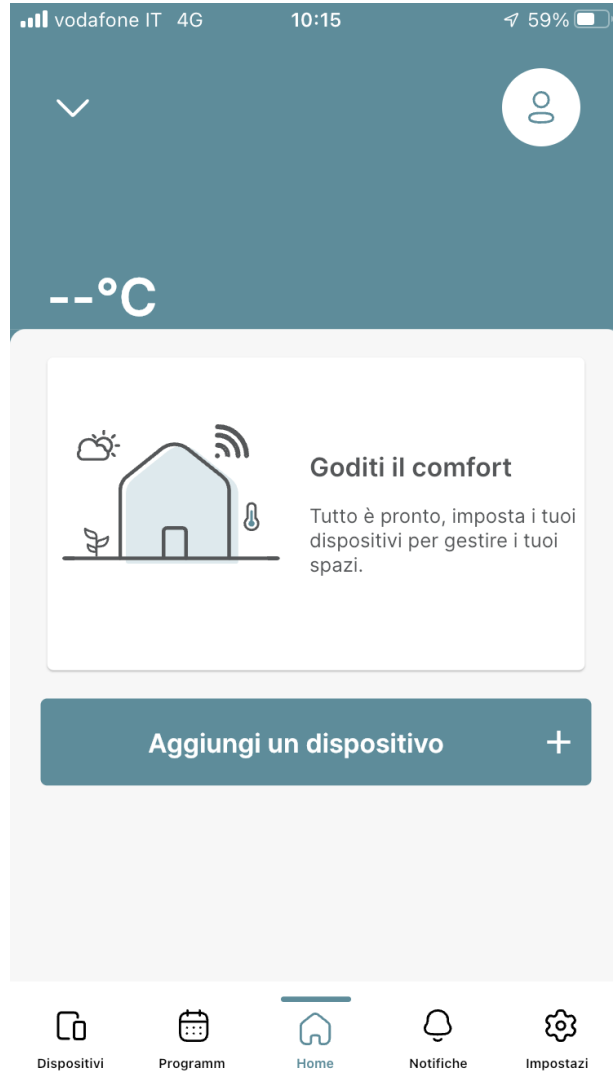 vodafone IT 4G 10:15 59%
--°C
Goditi il comfort
Tutto è pronto, imposta i tuoi
dispositivi per gestire i tuoi
spazi.
Aggiungi un dispositivo +
Dispositivi Programm Home Notifiche Impostazi